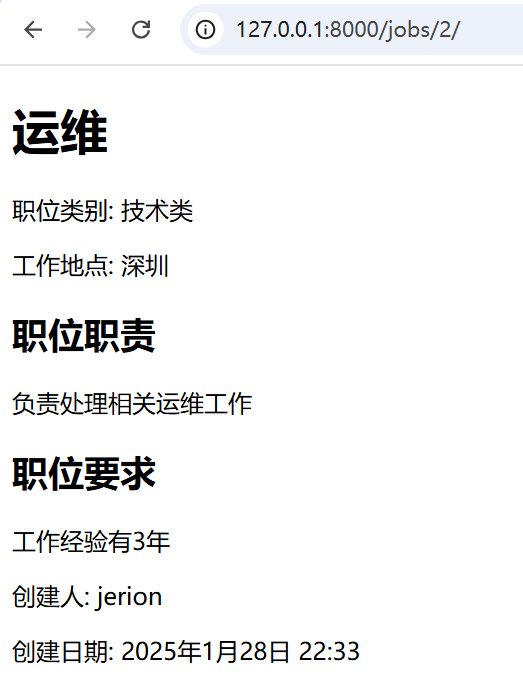 127.0.0.1:8000/jobs/2/
运维
职位类别: 技术类
工作地点: 深圳
职位职责
负责处理相关运维工作
职位要求
工作经验有3年
创建人: jerion
创建日期: 2025年1月28日 22:33